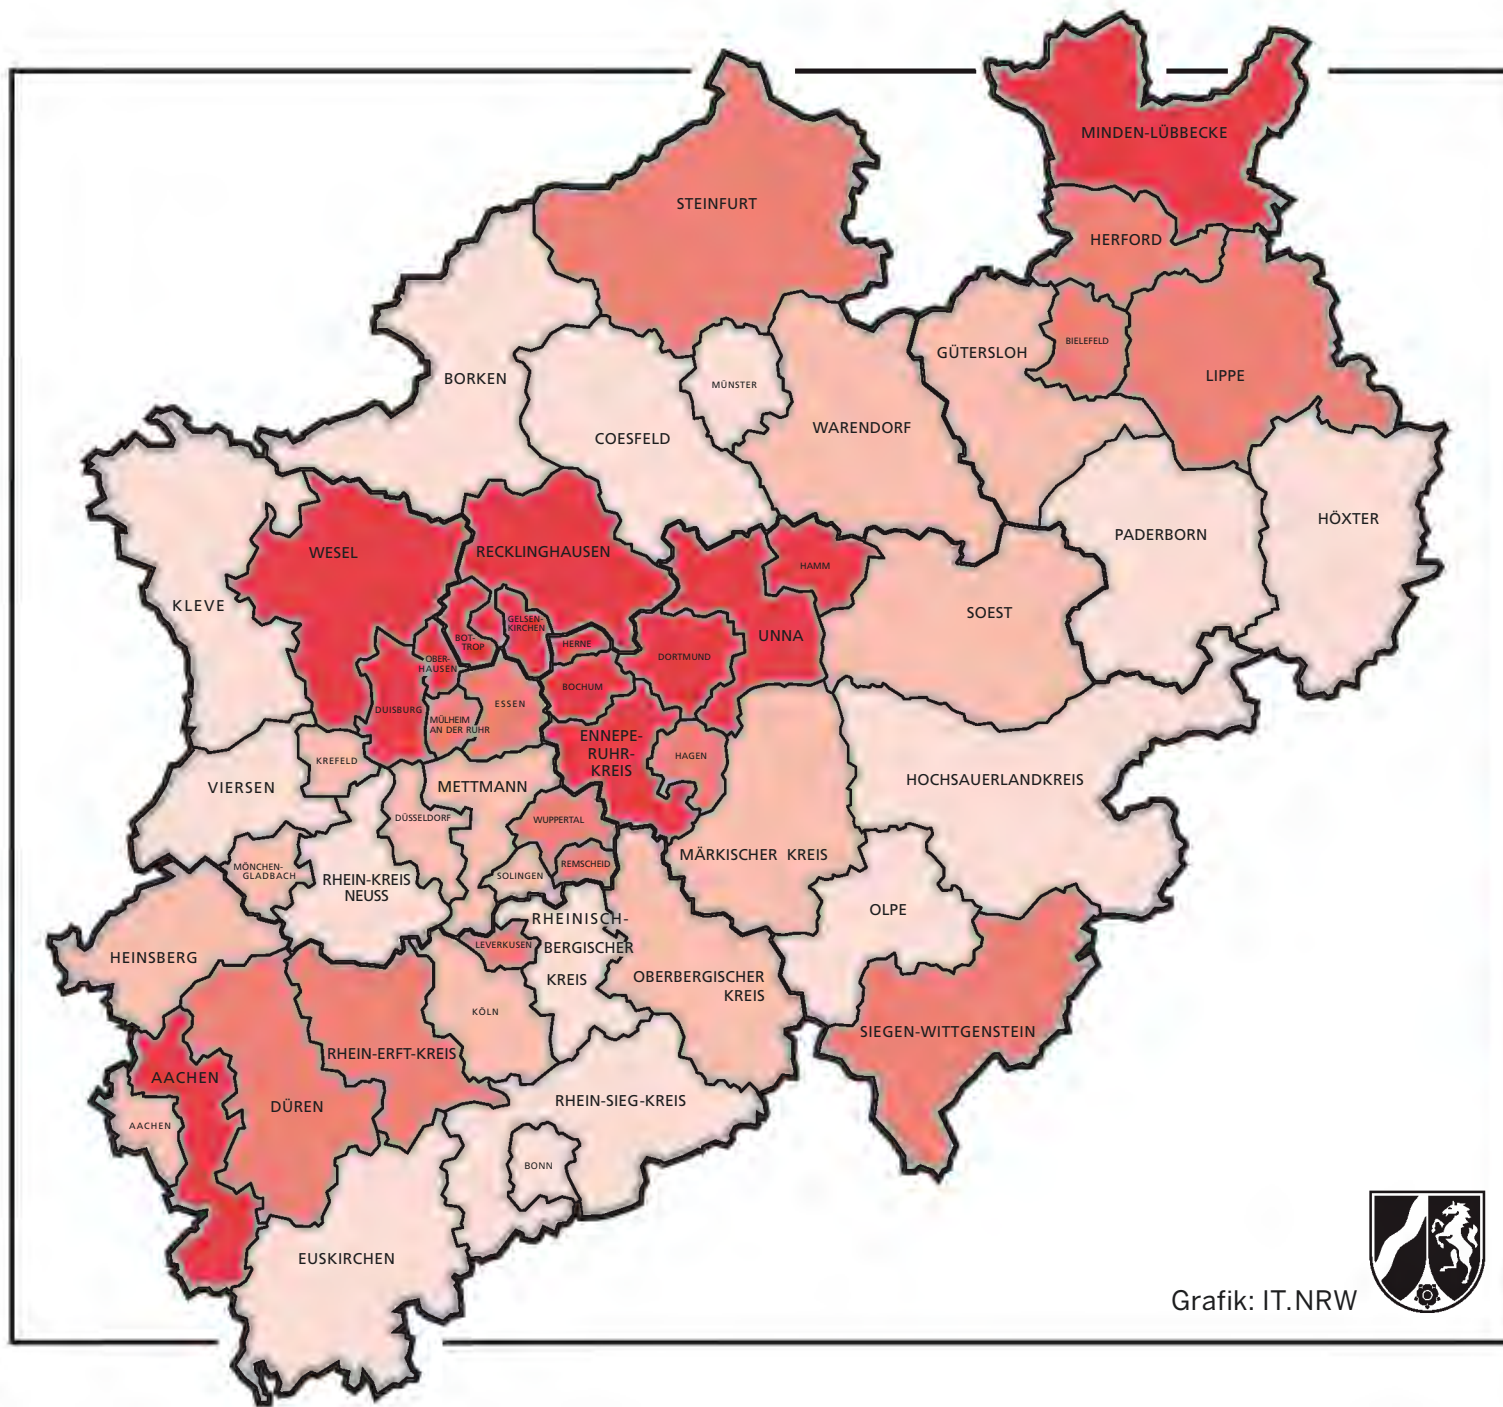 MINDEN-LÜBBECKE
STEINFURT
HERFORD
BIELEFELD
GÜTERSLOH
LIPPE
BORKEN
MÜNSTER
COESFELD
WARENDORF
HÖXTER
PADERBORN
WESEL
RECKLINGHAUSEN
HAMM
KLEVE
SOEST
GELSEN-
KIRCHEN
BOT-
TROP
HERNE
UNNA
OBER-
HAUSEN
DORTMUND
BOCHUM
DUISBURG
ESSEN
MÜLHEIM
AN DER RUHR
ENNEPE-
RUHR-
KREIS
HAGEN
KREFELD
HOCHSAUERLANDKREIS
VIERSEN
METTMANN
DÜSSELDORF
WUPPERTAL
MÄRKISCHER KREIS
REMSCHEID
MÖNCHEN-
GLADBACH
SOLINGEN
RHEIN-KREIS
NEUSS
OLPE
RHEINISCH-
BERGISCHER
KREIS
LEVERKUSEN
HEINSBERG
OBERBERGISCHER
KREIS
KÖLN
SIEGEN-WITTGENSTEIN
RHEIN-ERFT-KREIS
AACHEN
DÜREN
RHEIN-SIEG-KREIS
AACHEN
BONN
EUSKIRCHEN
Grafik: IT.NRW